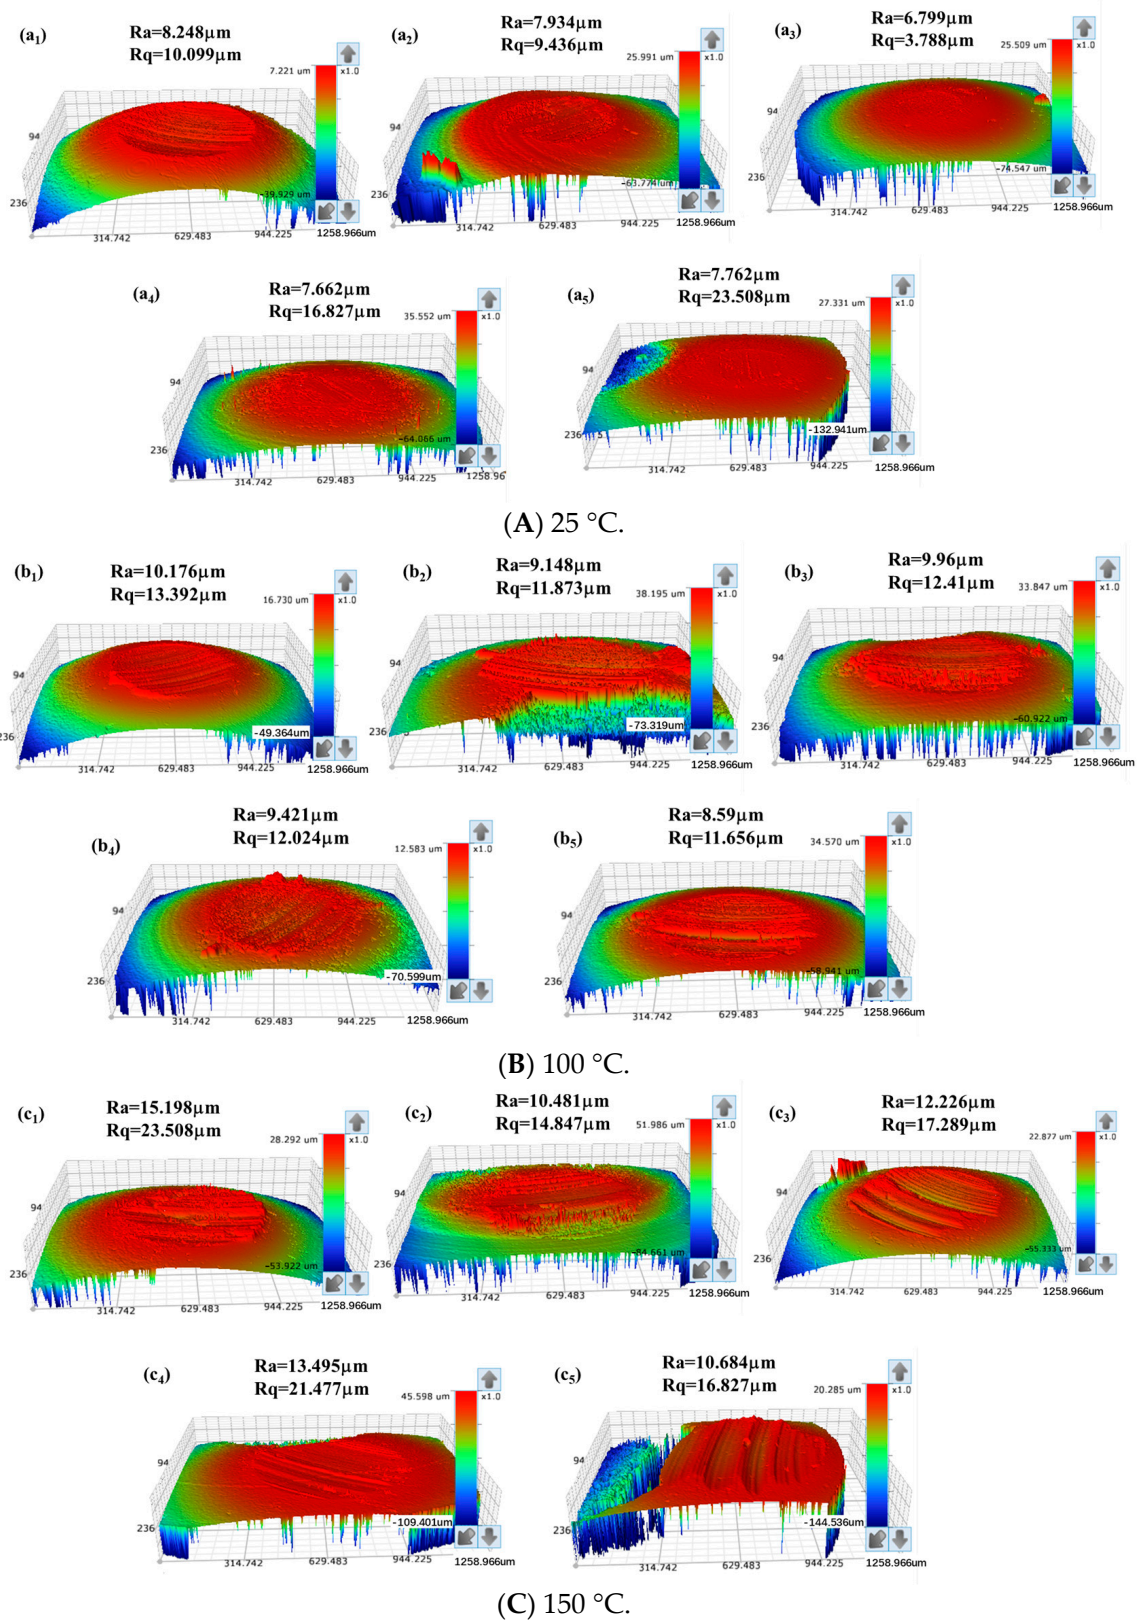 (a1)
Ra=8.248μm
Rq=10.099μm
7.221 um
x1.0
94
236
-39.929 um
314.742
629.483
944.225
1258.966um
(a2)
Ra=7.934μm
Rq=9.436μm
25.991 um
x1.0
94
236
-63.774um
314.742
629.483
944.225
1258.966um
(a3)
Ra=6.799μm
Rq=3.788μm
25.509 um
x1.0
94
236
-74.547 um
314.742
629.483
944.225
1258.966um
(a4)
Ra=7.662μm
Rq=16.827μm
35.552 um
x1.0
94
236
-64.066 um
314.742
629.483
944.225
1258.96
(a5)
Ra=7.762μm
Rq=23.508μm
27.331 um
x1.0
94
236
5
-132.941um
314.742
629.483
944.225
1258.966um
(A) 25 °C.
(b1)
Ra=10.176μm
Rq=13.392μm
16.730 um
x1.0
94
236
-49.364um
314.742
629.483
944.225
1258.966um
(b2)
Ra=9.148μm
Rq=11.873μm
38.195 um
x1.0
94
236
-73.319um
314.742
629.483
944.225
1258.966um
(b3)
Ra=9.96μm
Rq=12.41μm
33.847 um
x1.0
94
236
-60.922 um
314.742
629.483
944.225
1258.966um
(b4)
Ra=9.421μm
Rq=12.024μm
12.583 um
x1.0
94
236
-70.599um
314.742
629.483
944.225
1258.966um
(b5)
Ra=8.59μm
Rq=11.656μm
34.570 um
x1.0
94
236
-58.941 um
314.742
629.483
944.225
1258.966um
(B) 100 °C.
(c1)
Ra=15.198μm
Rq=23.508μm
28.292 um
x1.0
94
236
-53.922 um
314.742
629.483
944.225
1258.966um
(c2)
Ra=10.481μm
Rq=14.847μm
51.986 um
x1.0
94
236
-84.661 um
314.742
629.483
944.225
1258.966um
(c3)
Ra=12.226μm
Rq=17.289μm
22.877 um
x1.0
94
236
-55.333 um
314.742
629.483
944.225
1258.966um
(c4)
Ra=13.495μm
Rq=21.477μm
45.598 um
x1.0
94
236
-109.401um
314.742
629.483
944.225
1258.966um
(c5)
Ra=10.684μm
Rq=16.827μm
20.285 um
x1.0
94
236
-144.536um
314.742
629.483
944.225
1258.966um
(C) 150 °C.